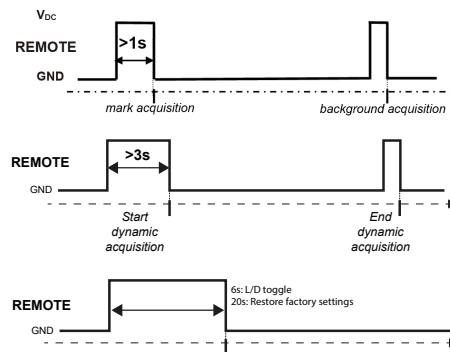 VDC
REMOTE
>1s
GND
mark acquisition
background acquisition
REMOTE
>3s
GND
Start
dynamic
acquisition
End
dynamic
acquisition
REMOTE
6s: L/D toggle
20s: Restore factory settings
GND